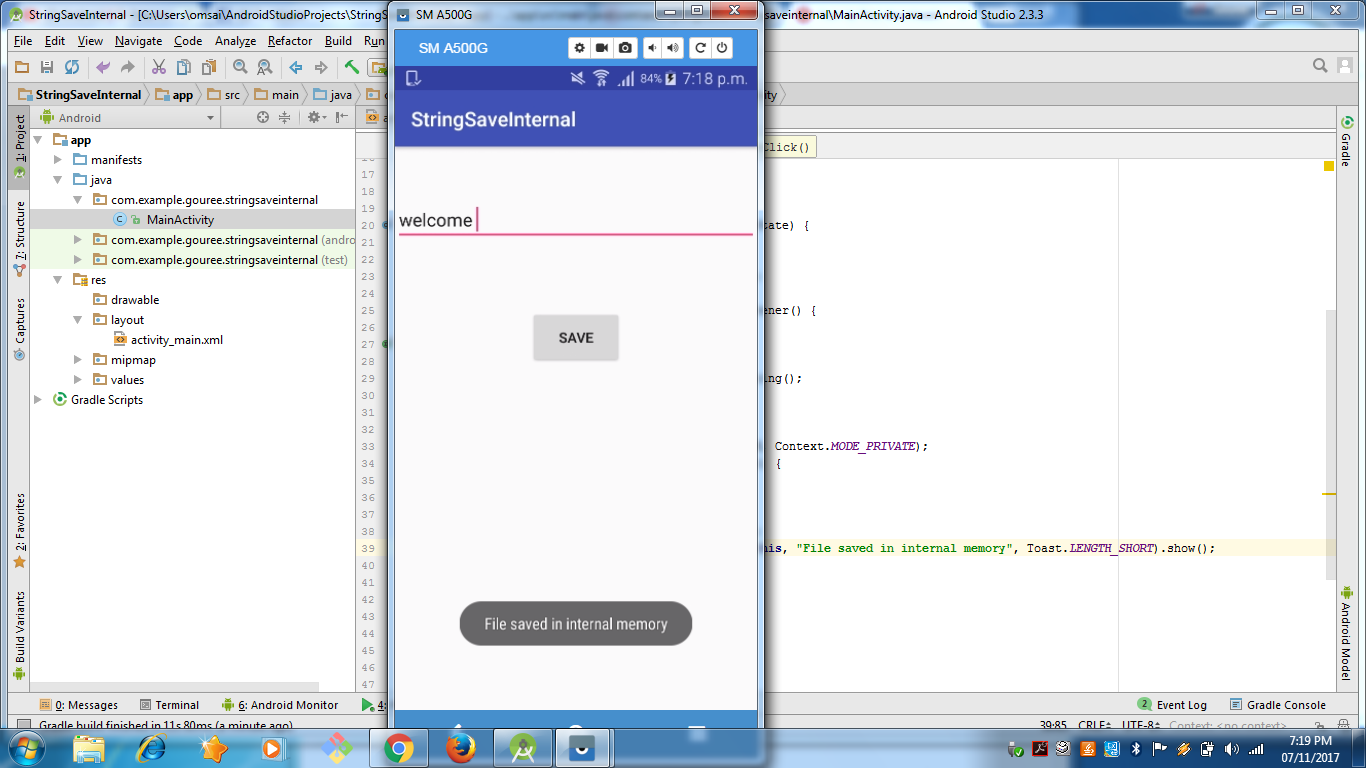 StringSaveInternal - [C:\Users\omsai\AndroidStudioProjects\StringS
SM A500G
saveinternal\MainActivity.java - Android Studio 2.3.3
File Edit View Navigate Code Analyze Refactor Build Run
SM A500G
84% 7:18 p.m.
StringSaveInternal app src main java
StringSaveInternal
Android
1: Project
7: Structure
Captures
2: Favorites
Build Variants
app
manifests
java
com.example.gouree.stringsaveinternal
MainActivity
com.example.gouree.stringsaveinternal (andro
com.example.gouree.stringsaveinternal (test)
res
drawable
layout
activity_main.xml
mipmap
values
Gradle Scripts
17
18
19
20
21
22
23
24
25
26
27
28
29
30
31
32
33
34
35
36
37
38
39
40
41
42
43
44
45
46
47
welcome
SAVE
File saved in internal memory
Click()
tate) {
ener() {
ing();
Context.MODE_PRIVATE);
{
his, "File saved in internal memory", Toast.LENGTH_SHORT).show();
Gradle
Android Model
0: Messages Terminal 6: Android Monitor 4:
2 Event Log Gradle Console
Gradle build finished in 11s 80ms (a minute ago)
39:85 CRLF UTF-8 Context: <no context>
7:19 PM
07/11/2017